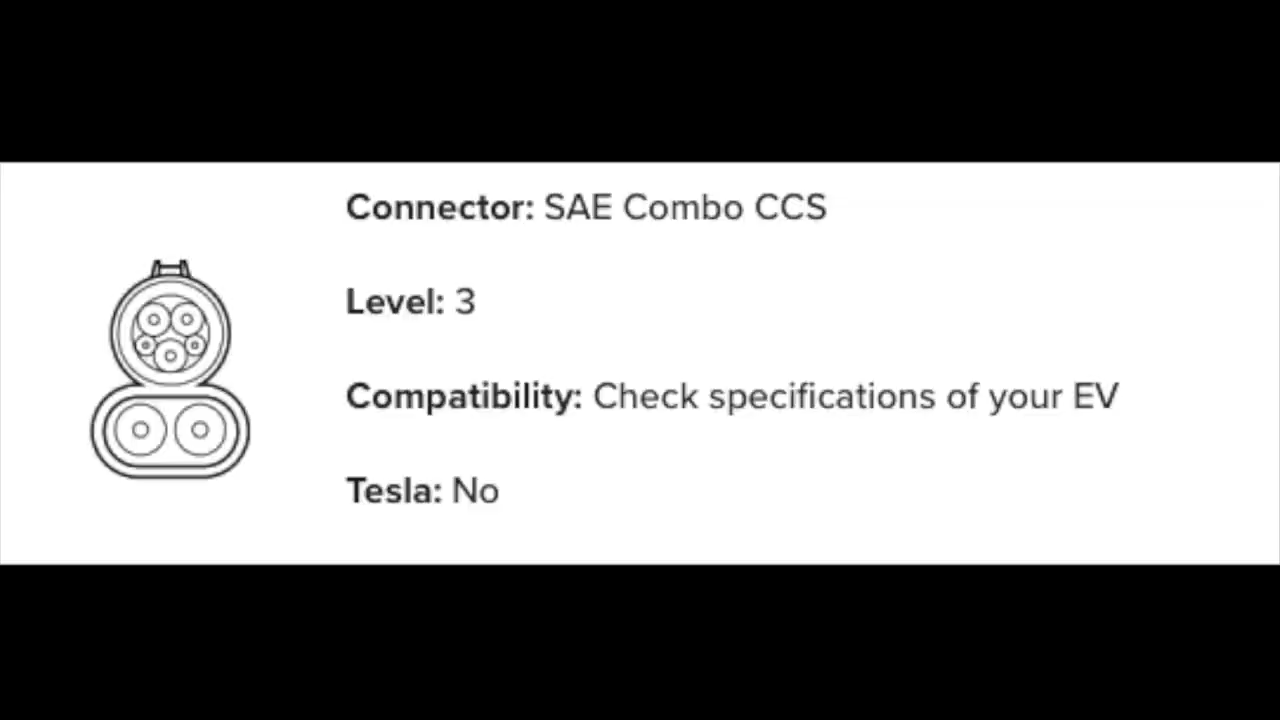 Connector: SAE Combo CCS
Level: 3
Compatibility: Check specifications of your EV
Tesla: No